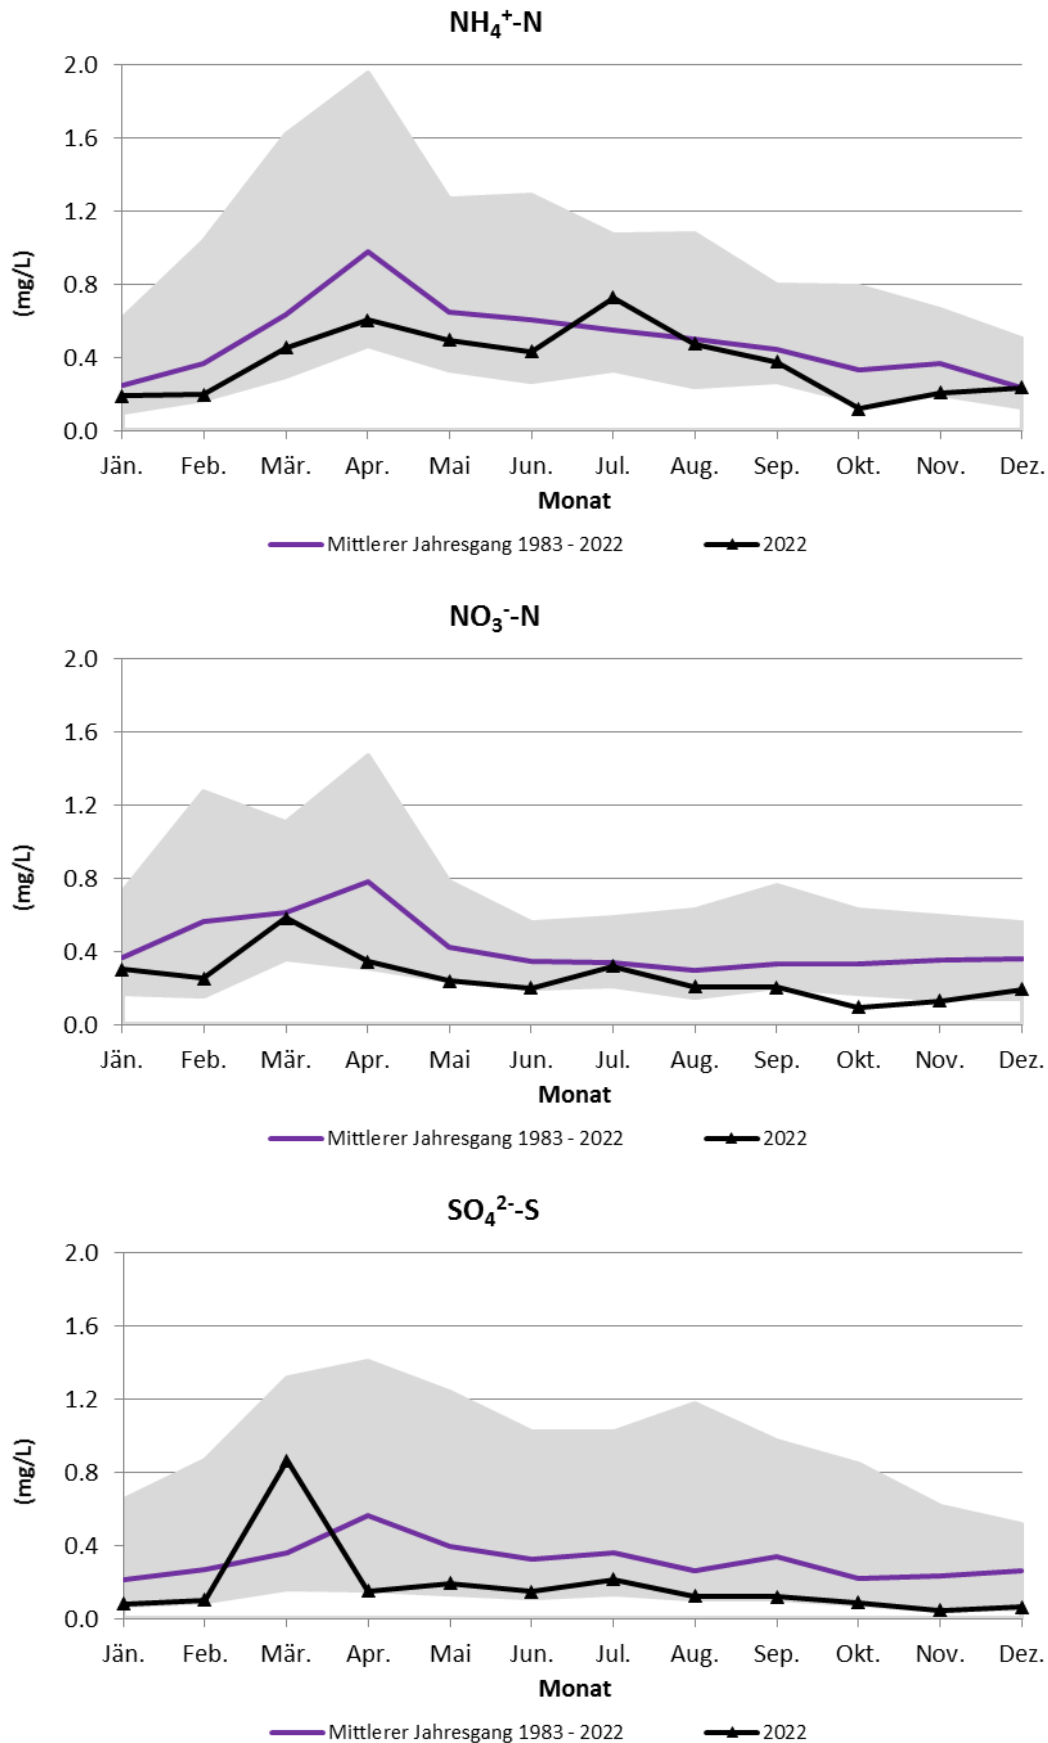 NH₄⁺-N
2.0
1.6
1.2
0.8
0.4
0.0
(mg/L)
Jän. Feb. Mär. Apr. Mai Jun. Jul. Aug. Sep. Okt. Nov. Dez.
Monat
Mittlerer Jahresgang 1983 - 2022 2022
NO₃⁻-N
2.0
1.6
1.2
0.8
0.4
0.0
(mg/L)
Jän. Feb. Mär. Apr. Mai Jun. Jul. Aug. Sep. Okt. Nov. Dez.
Monat
Mittlerer Jahresgang 1983 - 2022 2022
SO₄²⁻-S
2.0
1.6
1.2
0.8
0.4
0.0
(mg/L)
Jän. Feb. Mär. Apr. Mai Jun. Jul. Aug. Sep. Okt. Nov. Dez.
Monat
Mittlerer Jahresgang 1983 - 2022 2022